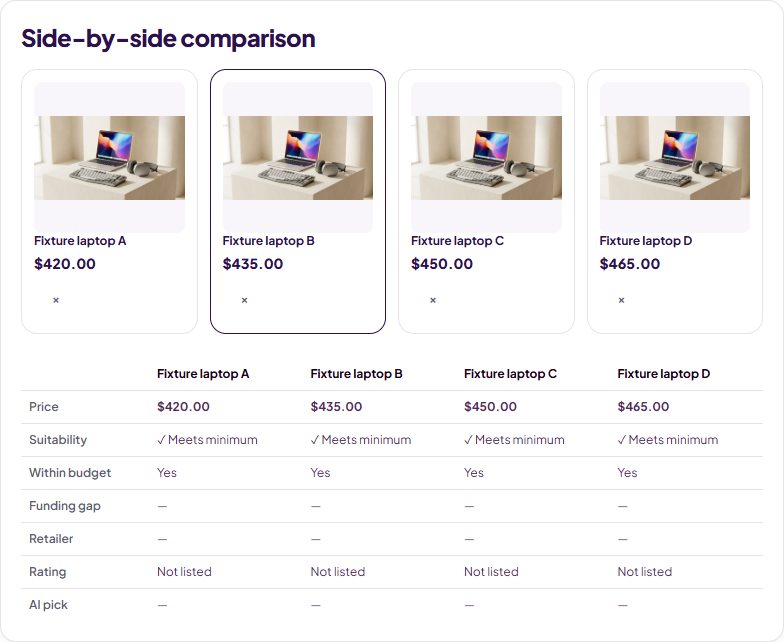 Side-by-side comparison
Fixture laptop A
$420.00
×
Fixture laptop B
$435.00
×
Fixture laptop C
$450.00
×
Fixture laptop D
$465.00
×
Fixture laptop A Fixture laptop B Fixture laptop C Fixture laptop D
Price $420.00 $435.00 $450.00 $465.00
Suitability ✓ Meets minimum ✓ Meets minimum ✓ Meets minimum ✓ Meets minimum
Within budget Yes Yes Yes Yes
Funding gap — — — —
Retailer — — — —
Rating Not listed Not listed Not listed Not listed
AI pick — — — —